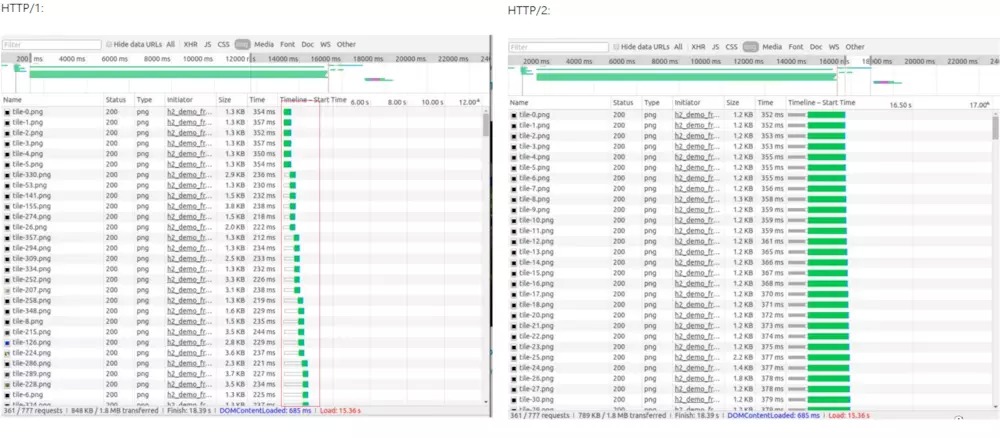 HTTP/1:
Filter Hide data URLs All XHR JS CSS Img Media Font Doc WS Other
200 ms 4000 ms 6000 ms 8000 ms 10000 ms 12000 ms 14000 ms 16000 ms 18000 ms 20000 ms 22000 ms
Name Status Type Initiator Size Time Timeline – Start Time 6.00 s 8.00 s 10.00 s 12.00
tile-0.png 200 png h2_demo_fr... 1.3 KB 354 ms
tile-1.png 200 png h2_demo_fr... 1.3 KB 357 ms
tile-2.png 200 png h2_demo_fr... 1.3 KB 352 ms
tile-3.png 200 png h2_demo_fr... 1.3 KB 357 ms
tile-4.png 200 png h2_demo_fr... 1.3 KB 350 ms
tile-5.png 200 png h2_demo_fr... 1.3 KB 354 ms
tile-330.png 200 png h2_demo_fr... 2.9 KB 236 ms
tile-53.png 200 png h2_demo_fr... 1.3 KB 230 ms
tile-141.png 200 png h2_demo_fr... 1.5 KB 232 ms
tile-155.png 200 png h2_demo_fr... 3.8 KB 238 ms
tile-274.png 200 png h2_demo_fr... 1.5 KB 218 ms
tile-26.png 200 png h2_demo_fr... 2.0 KB 222 ms
tile-357.png 200 png h2_demo_fr... 1.3 KB 212 ms
tile-294.png 200 png h2_demo_fr... 1.3 KB 234 ms
tile-309.png 200 png h2_demo_fr... 2.5 KB 233 ms
tile-334.png 200 png h2_demo_fr... 1.3 KB 232 ms
tile-252.png 200 png h2_demo_fr... 3.3 KB 226 ms
tile-207.png 200 png h2_demo_fr... 3.1 KB 238 ms
tile-258.png 200 png h2_demo_fr... 1.3 KB 219 ms
tile-348.png 200 png h2_demo_fr... 1.6 KB 229 ms
tile-8.png 200 png h2_demo_fr... 1.5 KB 235 ms
tile-215.png 200 png h2_demo_fr... 3.5 KB 244 ms
tile-126.png 200 png h2_demo_fr... 2.8 KB 229 ms
tile-224.png 200 png h2_demo_fr... 3.6 KB 237 ms
tile-286.png 200 png h2_demo_fr... 2.3 KB 221 ms
tile-289.png 200 png h2_demo_fr... 3.7 KB 227 ms
tile-228.png 200 png h2_demo_fr... 3.5 KB 234 ms
tile-6.png 200 png h2_demo_fr... 1.3 KB 221 ms
361 / 777 requests | 848 KB / 1.8 MB transferred | Finish: 18.39 s | DOMContentLoaded: 685 ms | Load: 15.36 s
HTTP/2:
Filter Hide data URLs All XHR JS CSS Img Media Font Doc WS Other
2000 ms 4000 ms 6000 ms 8000 ms 10000 ms 12000 ms 14000 ms 16000 ms 18000 ms 20000 ms 22000 ms
Name Status Type Initiator Size Time Timeline – Start Time 16.50 s 17.00
tile-0.png 200 png h2_demo_fr... 1.2 KB 352 ms
tile-1.png 200 png h2_demo_fr... 1.2 KB 352 ms
tile-2.png 200 png h2_demo_fr... 1.2 KB 353 ms
tile-3.png 200 png h2_demo_fr... 1.2 KB 353 ms
tile-4.png 200 png h2_demo_fr... 1.2 KB 355 ms
tile-5.png 200 png h2_demo_fr... 1.2 KB 355 ms
tile-6.png 200 png h2_demo_fr... 1.2 KB 355 ms
tile-7.png 200 png h2_demo_fr... 1.2 KB 356 ms
tile-8.png 200 png h2_demo_fr... 1.3 KB 358 ms
tile-9.png 200 png h2_demo_fr... 1.2 KB 359 ms
tile-10.png 200 png h2_demo_fr... 1.2 KB 359 ms
tile-11.png 200 png h2_demo_fr... 1.2 KB 359 ms
tile-12.png 200 png h2_demo_fr... 1.2 KB 361 ms
tile-13.png 200 png h2_demo_fr... 1.2 KB 365 ms
tile-14.png 200 png h2_demo_fr... 1.2 KB 366 ms
tile-15.png 200 png h2_demo_fr... 1.2 KB 367 ms
tile-16.png 200 png h2_demo_fr... 1.2 KB 368 ms
tile-17.png 200 png h2_demo_fr... 1.2 KB 370 ms
tile-18.png 200 png h2_demo_fr... 1.2 KB 371 ms
tile-20.png 200 png h2_demo_fr... 1.2 KB 372 ms
tile-21.png 200 png h2_demo_fr... 1.2 KB 373 ms
tile-22.png 200 png h2_demo_fr... 1.2 KB 374 ms
tile-23.png 200 png h2_demo_fr... 1.2 KB 375 ms
tile-25.png 200 png h2_demo_fr... 2.2 KB 377 ms
tile-24.png 200 png h2_demo_fr... 1.4 KB 377 ms
tile-26.png 200 png h2_demo_fr... 1.8 KB 378 ms
tile-27.png 200 png h2_demo_fr... 1.2 KB 378 ms
tile-30.png 200 png h2_demo_fr... 1.2 KB 379 ms
361 / 777 requests | 789 KB / 1.8 MB transferred | Finish: 18.39 s | DOMContentLoaded: 685 ms | Load: 15.36 s